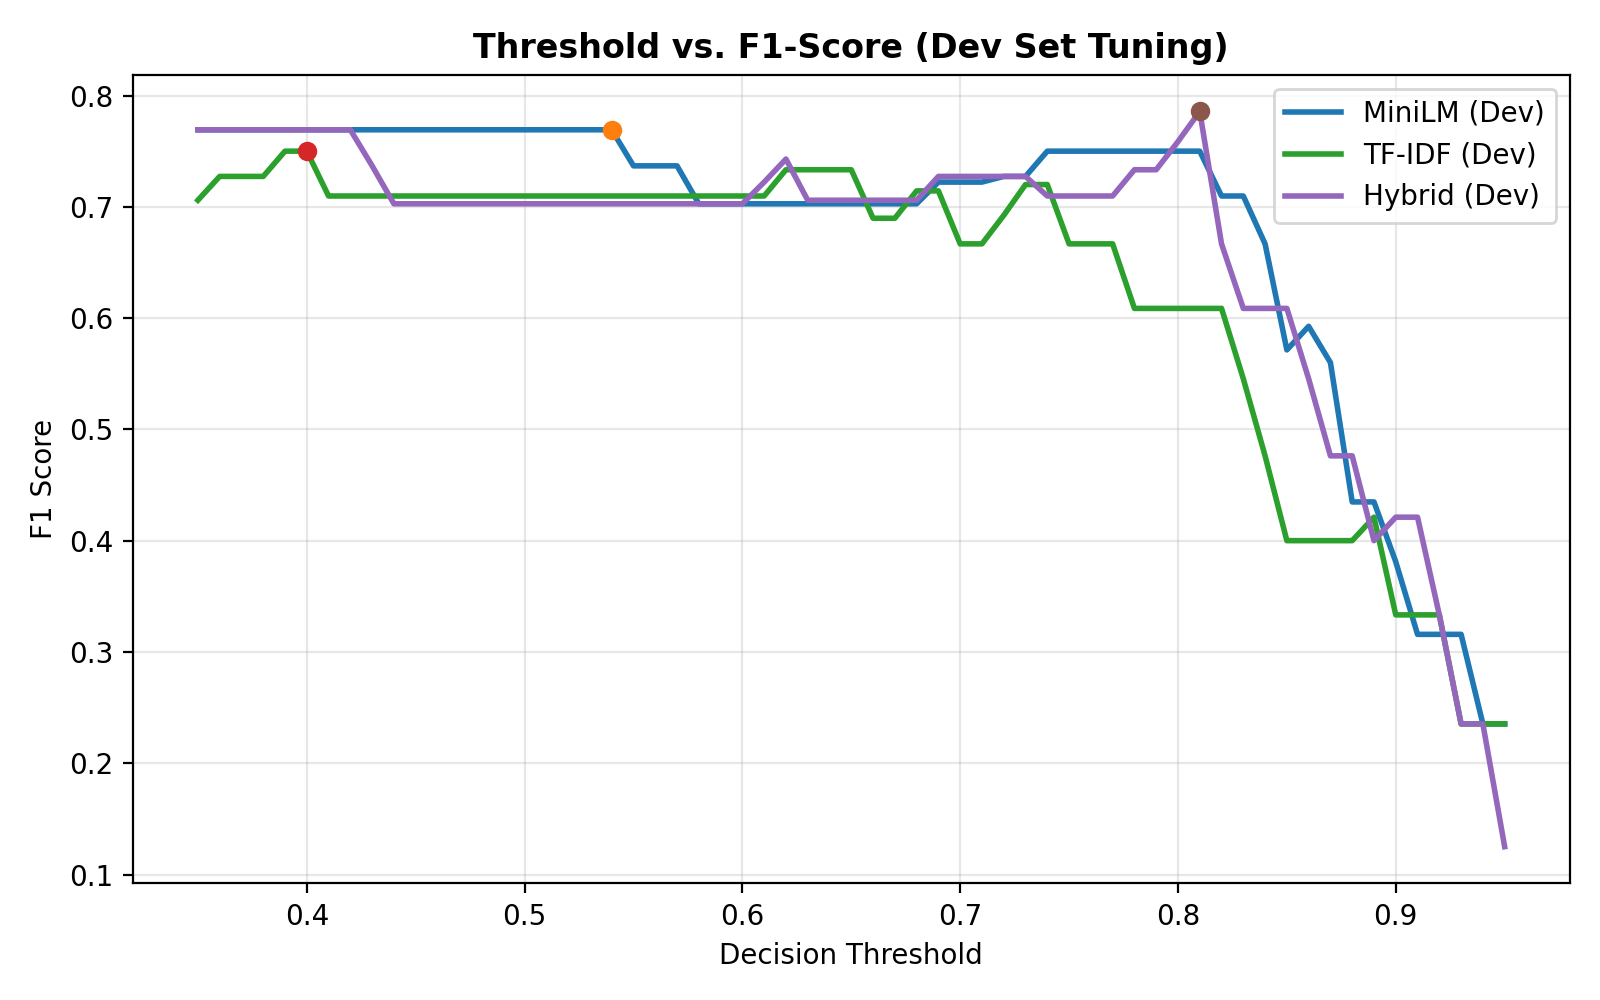 Threshold vs. F1-Score (Dev Set Tuning)
MiniLM (Dev)
TF-IDF (Dev)
Hybrid (Dev)
F1 Score
0.8
0.7
0.6
0.5
0.4
0.3
0.2
0.1
0.4 0.5 0.6 0.7 0.8 0.9
Decision Threshold